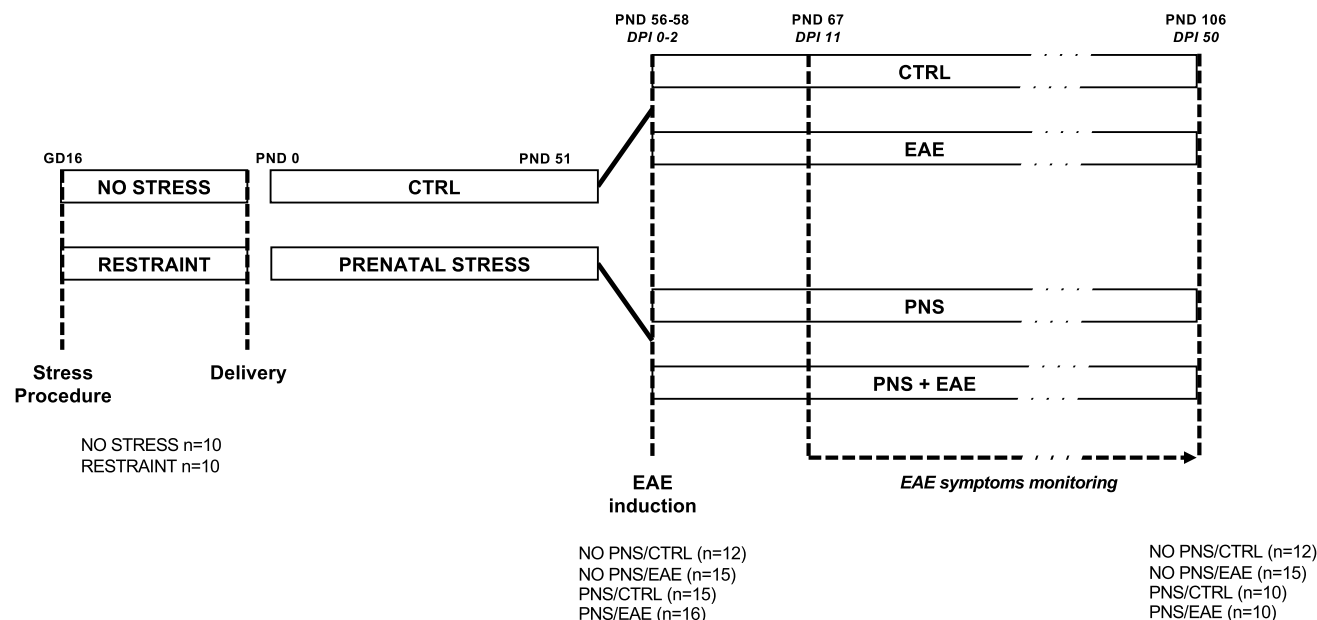 PND 56-58
DPI 0-2
PND 67
DPI 11
PND 106
DPI 50
CTRL
EAE
GD16
PND 0
PND 51
NO STRESS
CTRL
RESTRAINT
PRENATAL STRESS
PNS
PNS + EAE
Stress
Procedure
Delivery
NO STRESS n=10
RESTRAINT n=10
EAE
induction
EAE symptoms monitoring
NO PNS/CTRL (n=12)
NO PNS/EAE (n=15)
PNS/CTRL (n=15)
PNS/EAE (n=16)
NO PNS/CTRL (n=12)
NO PNS/EAE (n=15)
PNS/CTRL (n=10)
PNS/EAE (n=10)